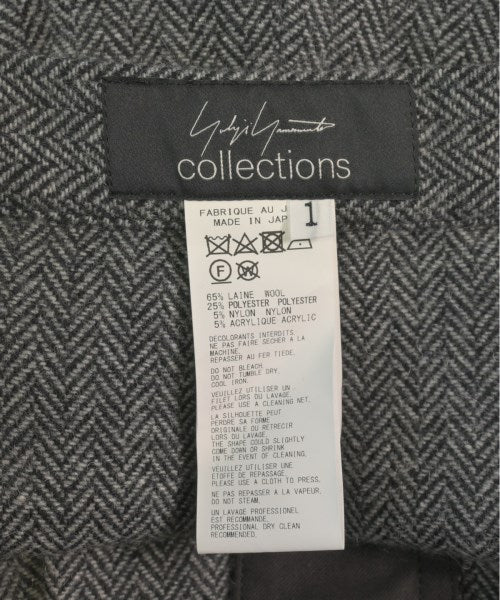 Yohji Yamamoto
collections
FABRIQUE AU J
MADE IN JAP
1
F W
65% LAINE WOOL
25% POLYESTER POLYESTER
5% NYLON NYLON
5% ACRYLIQUE ACRYLIC
DÉCOLORANTS INTERDITS.
NE PAS FAIRE SÉCHER À LA
MACHINE.
REPASSER AU FER TIEDE.
DO NOT BLEACH.
DO NOT TUMBLE DRY.
COOL IRON.
VEUILLEZ UTILISER UN
FILET LORS DU LAVAGE.
PLEASE USE A CLEANING NET.
LA SILHOUETTE PEUT
PERDRE SA FORME
ORIGINALE OU RETRECIR
LORS DU LAVAGE.
THE SHAPE COULD SLIGHTLY
COME DOWN OR SHRINK
IN THE EVENT OF CLEANING.
VEUILLEZ UTILISER UNE
ETOFFE DE REPASSAGE.
PLEASE USE A CLOTH TO PRESS.
NE PAS REPASSER A LA VAPEUR.
DO NOT STEAM.
UN LAVAGE PROFESSIONEL
EST RECOMMANDE.
PROFESSIONAL DRY CLEAN
RECOMMENDED.